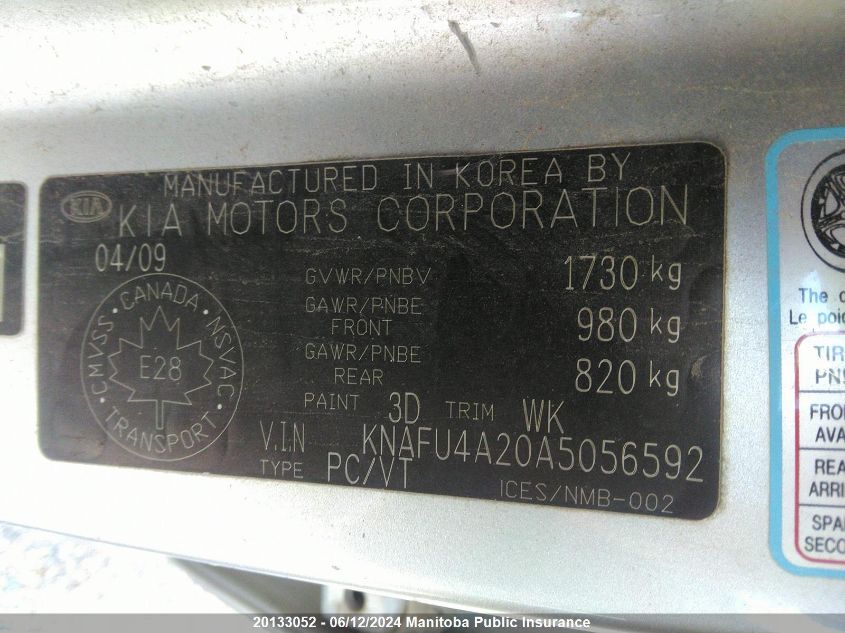 MANUFACTURED IN KOREA BY
KIA
KIA MOTORS CORPORATION
04/09
GVWR/PNBV 1730 kg
GAWR/PNBE
FRONT 980 kg
GAWR/PNBE
REAR 820 kg
PAINT 3D TRIM WK
V.I.N KNAFU4A20A5056592
TYPE PC/VT
ICES/NMB-002
CMVSS • CANADA • NSVAC • TRANSPORT •
E28
The
Le poi
TIR
PN
FRO
AVA
REA
ARRI
SPA
SECO
20133052 - 06/12/2024 Manitoba Public Insurance